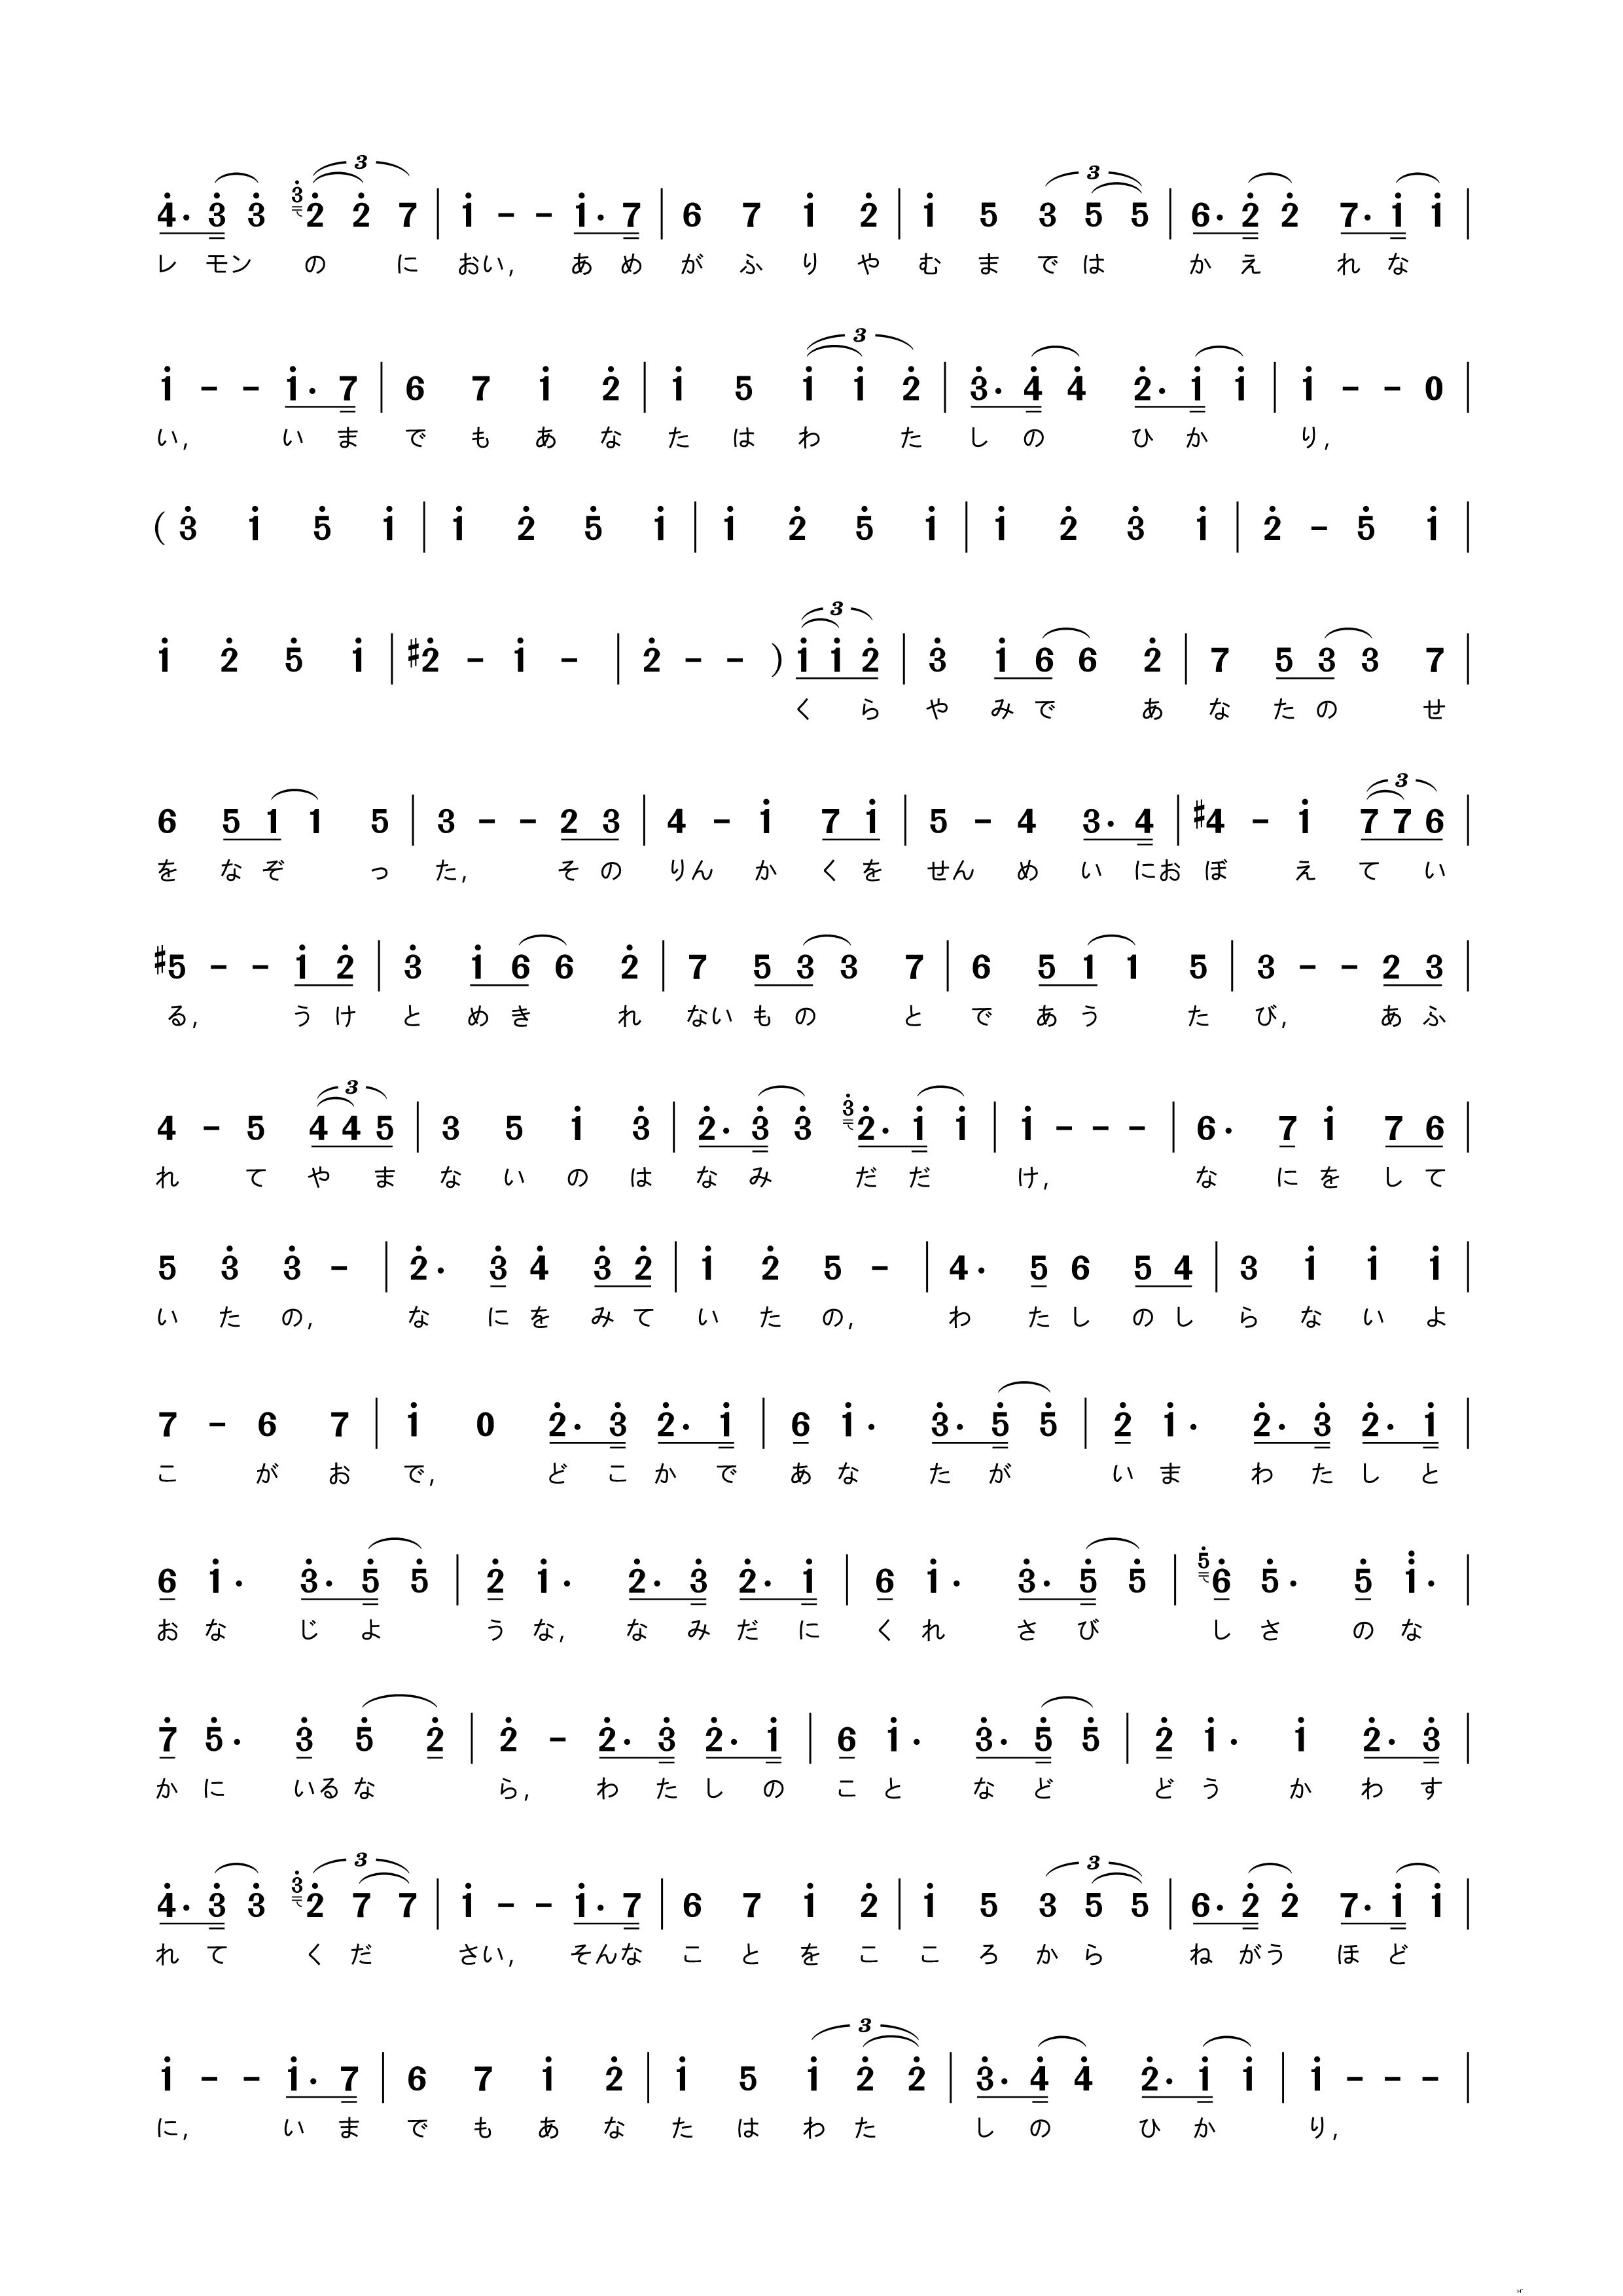 4· 3 3 3 2 2 7 3 | 1 - - 1· 7 | 6 7 1 2 | 1 5 3 5 5 3 | 6· 2 2 7· 1 1 |
レ モン の に おい, あ め が ふ り や む ま で は か え れ な
1 - - 1· 7 | 6 7 1 2 | 1 5 1 1 2 3 | 3· 4 4 2· 1 1 | 1 - - 0 |
い, い ま で も あ な た は わ た し の ひ か り,
( 3 1 5 1 | 1 2 5 1 | 1 2 5 1 | 1 2 3 1 | 2 - 5 1 |
1 2 5 1 | #2 - 1 - | 2 - - ) 1 1 2 3 | 3 1 6 6 2 | 7 5 3 3 7 |
く ら や み で あ な た の せ
6 5 1 1 5 | 3 - - 2 3 | 4 - 1 7 1 | 5 - 4 3· 4 | #4 - 1 7 7 6 3 |
を な ぞ っ た, そ の りん か く を せん め い にお ぼ え て い
#5 - - 1 2 | 3 1 6 6 2 | 7 5 3 3 7 | 6 5 1 1 5 | 3 - - 2 3 |
る, う け と め き れ ない も の と で あ う た び, あ ふ
4 - 5 4 4 5 3 | 3 5 1 3 | 2· 3 3 3 2· 1 1 | 1 - - - | 6· 7 1 7 6 |
れ て や ま な い の は な み だ だ け, な に を し て
5 3 3 - | 2· 3 4 3 2 | 1 2 5 - | 4· 5 6 5 4 | 3 1 1 1 |
い た の, な に を み て い た の, わ た し の し ら な い よ
7 - 6 7 | 1 0 2· 3 2· 1 | 6 1· 3· 5 5 | 2 1· 2· 3 2· 1 |
こ が お で, ど こ か で あ な た が い ま わ た し と
6 1· 3· 5 5 | 2 1· 2· 3 2· 1 | 6 1· 3· 5 5 | 5 6 5· 5 1· |
お な じ よ う な, な み だ に く れ さ び し さ の な
7 5· 3 5 2 | 2 - 2· 3 2· 1 | 6 1· 3· 5 5 | 2 1· 1 2· 3 |
か に いる な ら, わ た し の こ と な ど ど う か わ す
4· 3 3 3 2 7 7 3 | 1 - - 1· 7 | 6 7 1 2 | 1 5 3 5 5 3 | 6· 2 2 7· 1 1 |
れ て く だ さい, そんな こ と を こ こ ろ か ら ね がう ほ ど
1 - - 1· 7 | 6 7 1 2 | 1 5 1 2 2 3 | 3· 4 4 2· 1 1 | 1 - - - |
に, い ま で も あ な た は わ た し の ひ か り,